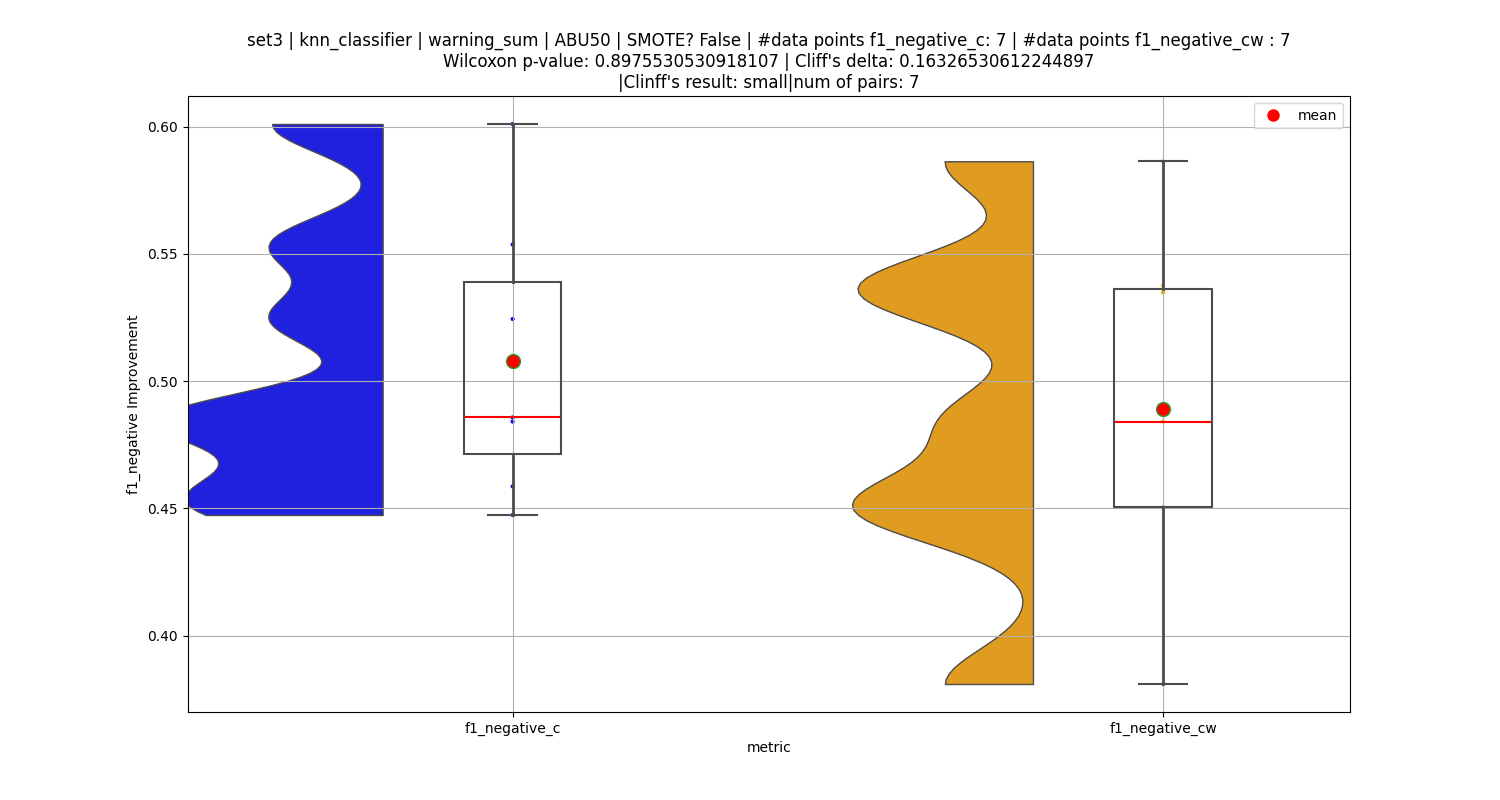 set3 | knn_classifier | warning_sum | ABU50 | SMOTE? False | #data points f1_negative_c: 7 | #data points f1_negative_cw : 7
Wilcoxon p-value: 0.8975530530918107 | Cliff's delta: 0.16326530612244897
|Clinff's result: small|num of pairs: 7
mean
0.60
0.55
0.50
0.45
0.40
f1_negative Improvement
f1_negative_c
f1_negative_cw
metric